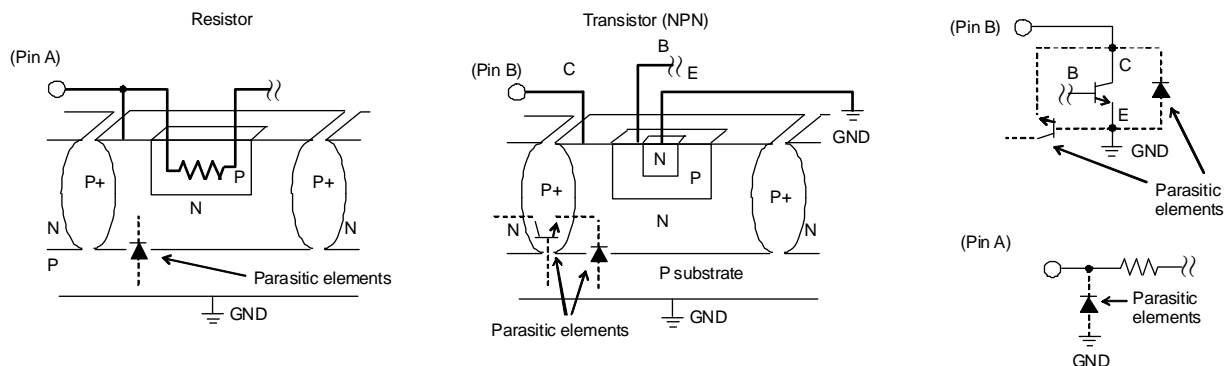 Resistor
(Pin A)
P+
P
N
P+
N
N
P
Parasitic elements
GND
Transistor (NPN)
(Pin B)
C
B
E
GND
P+
N
P
P+
N
N
N
P substrate
Parasitic elements
GND
(Pin B)
C
B
E
GND
Parasitic
elements
(Pin A)
Parasitic
elements
GND